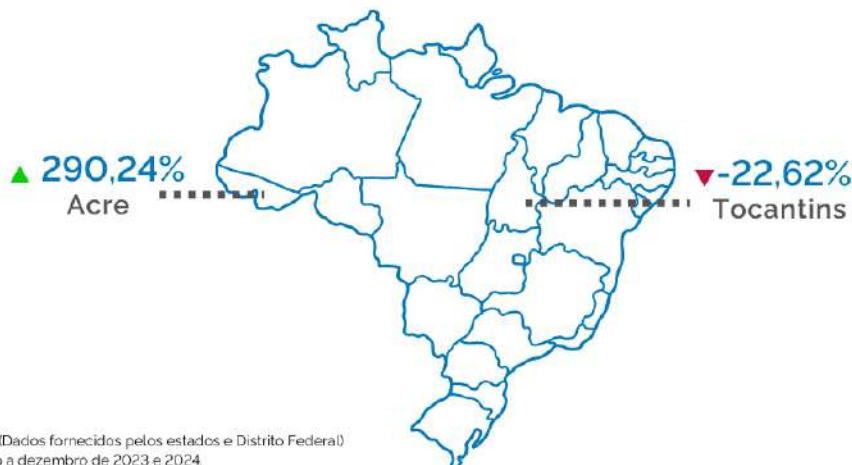 ▲ 290,24%
Acre
▼-22,62%
Tocantins
(Dados fornecidos pelos estados e Distrito Federal)
a dezembro de 2023 e 2024